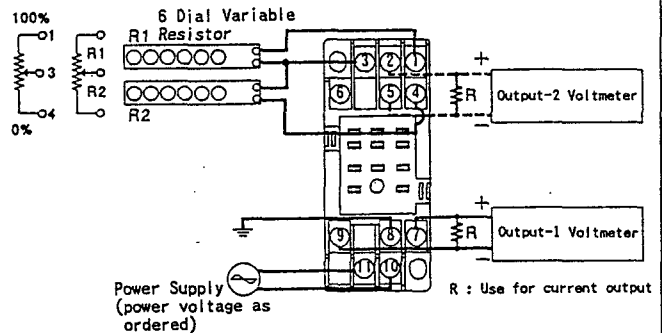 6 Dial Variable
Resistor
100%
1
3
4
0%
R1
R2
R1
R2
3
2
1
6
5
4
+
R
−
Output-2 Voltmeter
9
8
7
11
10
+
R
−
Output-1 Voltmeter
Power Supply
(power voltage as
ordered)
R : Use for current output